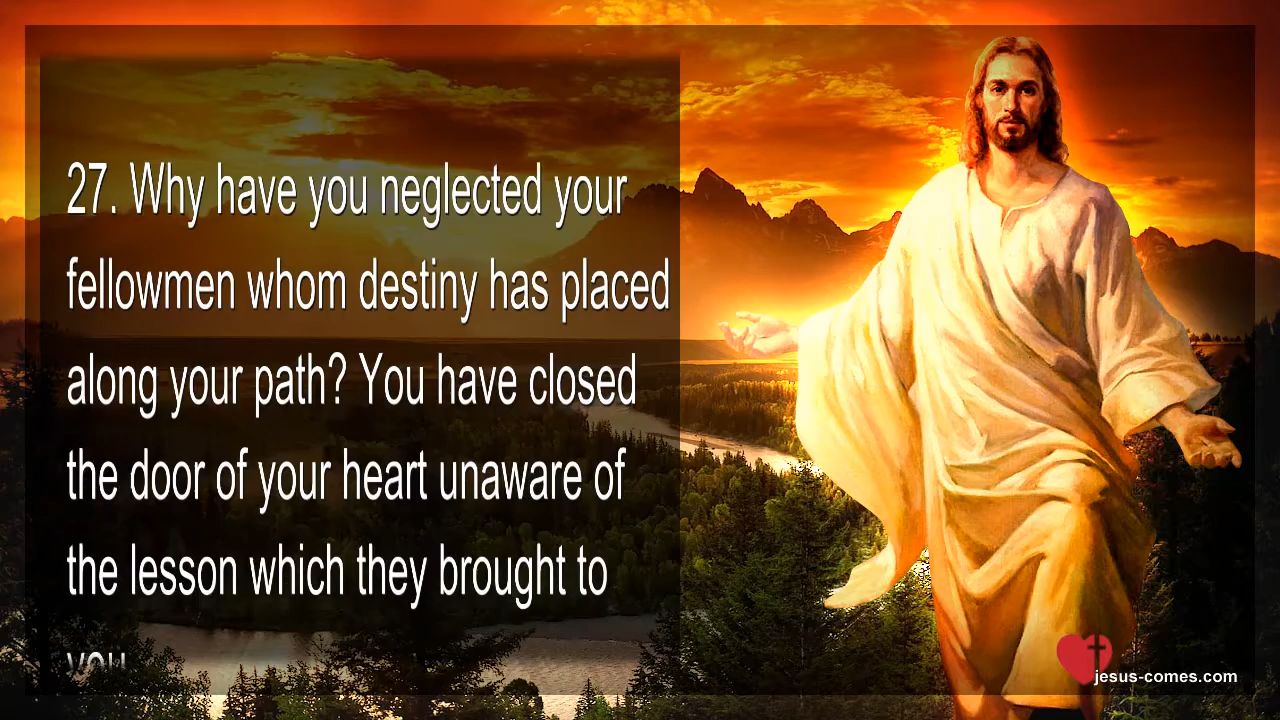 27. Why have you neglected your
fellowmen whom destiny has placed
along your path? You have closed
the door of your heart unaware of
the lesson which they brought to
you
jesus-comes.com